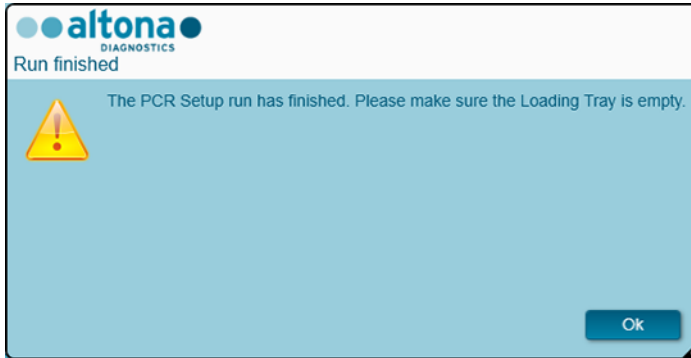 altona
DIAGNOSTICS
Run finished
The PCR Setup run has finished. Please make sure the Loading Tray is empty.
Ok